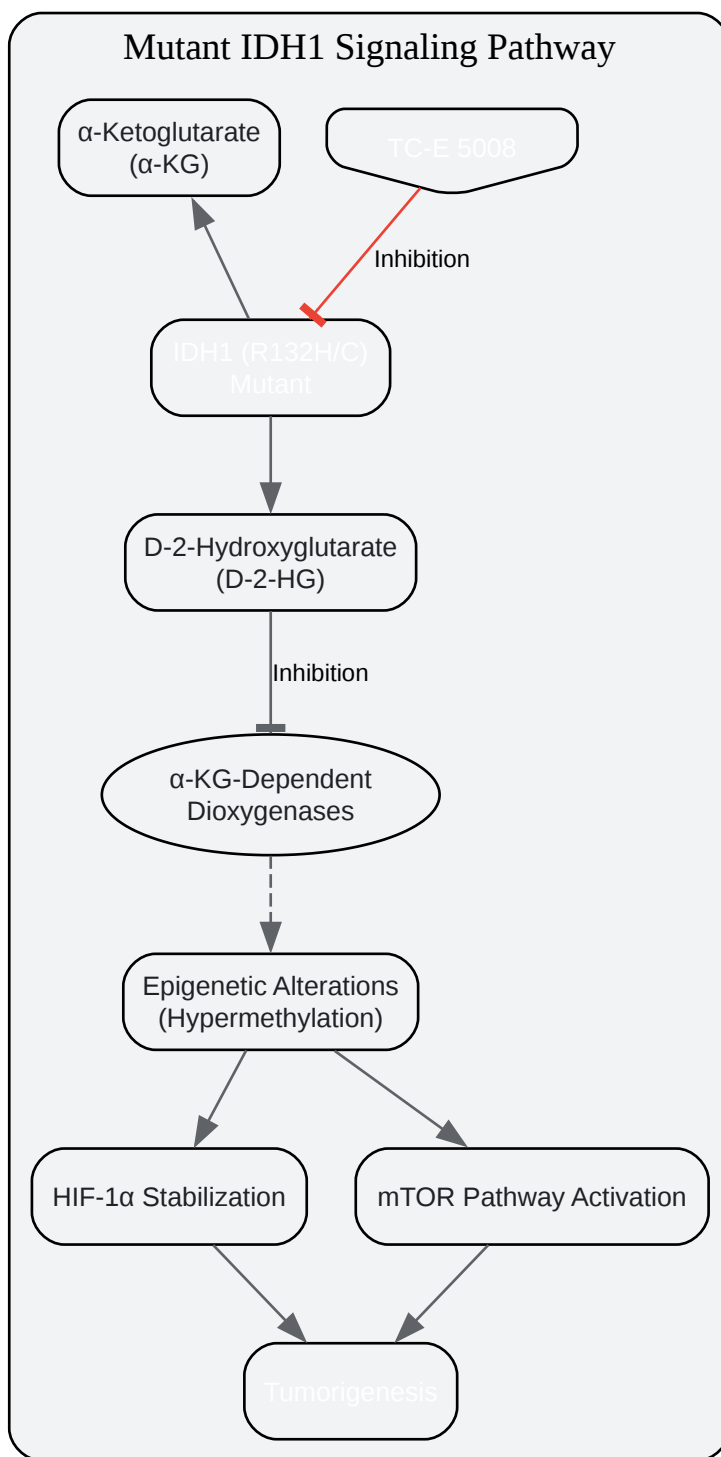 Mutant IDH1 Signaling Pathway
α-Ketoglutarate
(α-KG)
TC-E 5008
Inhibition
IDH1 (R132H/C)
Mutant
D-2-Hydroxyglutarate
(D-2-HG)
Inhibition
α-KG-Dependent
Dioxygenases
Epigenetic Alterations
(Hypermethylation)
HIF-1α Stabilization
mTOR Pathway Activation
Tumorigenesis